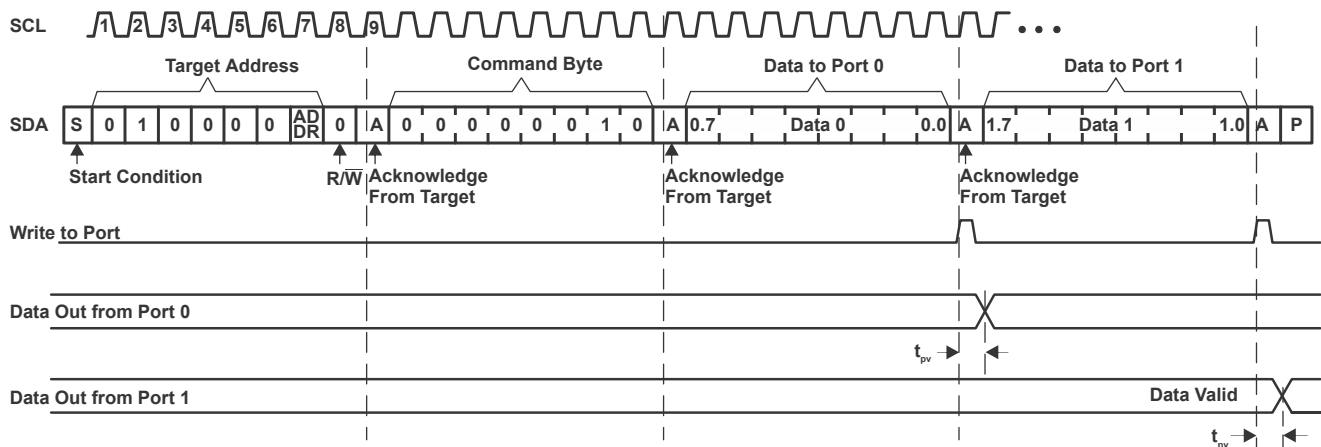 SCL 1 2 3 4 5 6 7 8 9 • • •
Target Address Command Byte Data to Port 0 Data to Port 1
SDA S 0 1 0 0 0 0 AD DR 0 A 0 0 0 0 0 0 1 0 A 0.7 Data 0 0.0 A 1.7 Data 1 1.0 A P
Start Condition R/W̅ Acknowledge From Target Acknowledge From Target Acknowledge From Target
Write to Port
Data Out from Port 0
tpv
Data Out from Port 1 Data Valid
tpv